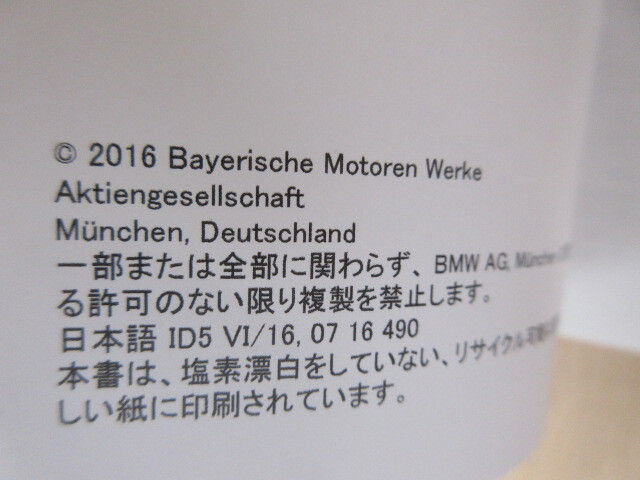 © 2016 Bayerische Motoren Werke
Aktiengesellschaft
München, Deutschland
一部または全部に関わらず、BMW AG, München
る許可のない限り複製を禁止します。
日本語 ID5 VI/16, 07 16 490
本書は、塩素漂白をしていない、リサイクル可
しい紙に印刷されています。